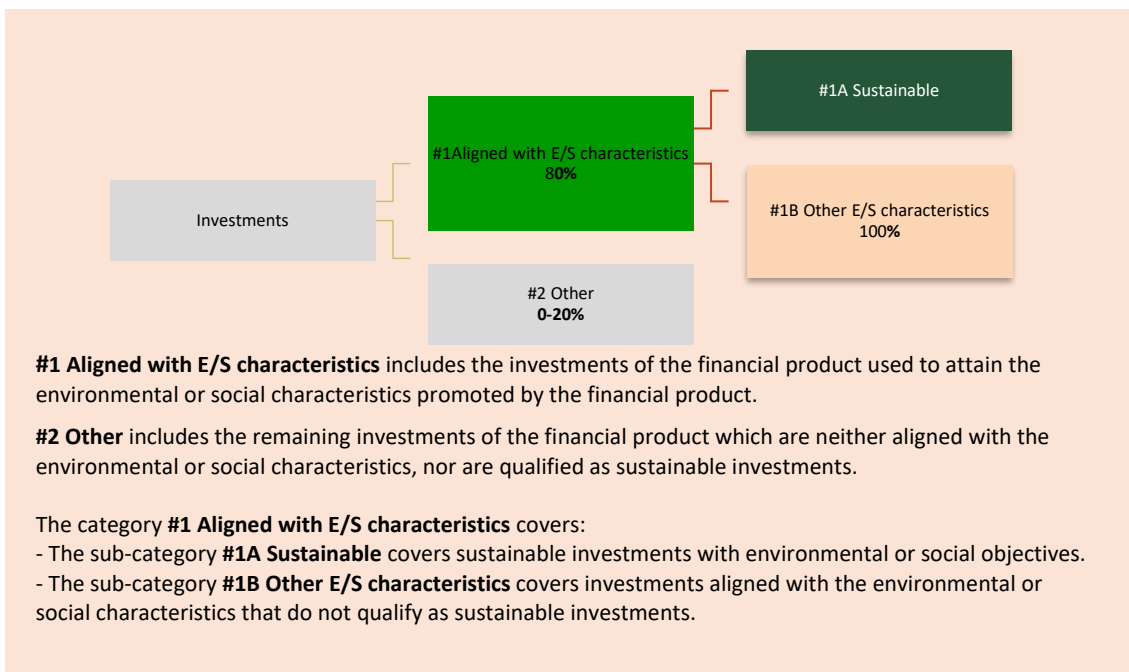 #1A Sustainable
#1Aligned with E/S characteristics
80%
#1B Other E/S characteristics
100%
Investments
#2 Other
0-20%
#1 Aligned with E/S characteristics includes the investments of the financial product used to attain the
environmental or social characteristics promoted by the financial product.
#2 Other includes the remaining investments of the financial product which are neither aligned with the
environmental or social characteristics, nor are qualified as sustainable investments.
The category #1 Aligned with E/S characteristics covers:
- The sub-category #1A Sustainable covers sustainable investments with environmental or social objectives.
- The sub-category #1B Other E/S characteristics covers investments aligned with the environmental or
social characteristics that do not qualify as sustainable investments.